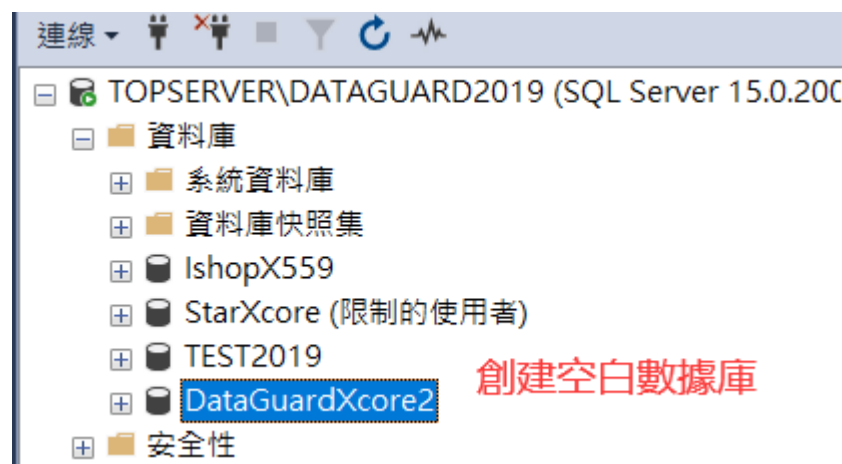 連線
TOPSERVER\DATAGUARD2019 (SQL Server 15.0.200
資料庫
系統資料庫
資料庫快照集
IshopX559
StarXcore (限制的使用者)
TEST2019
DataGuardXcore2
創建空白數據庫
安全性